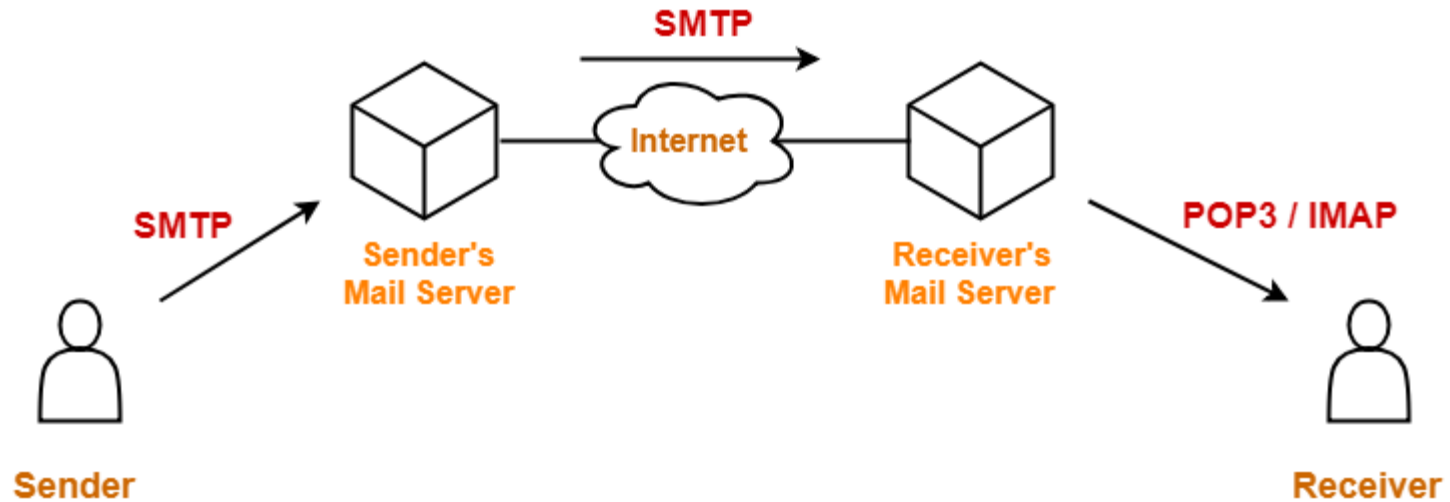 SMTP
Internet
SMTP
Sender's
Mail Server
Receiver's
Mail Server
POP3 / IMAP
Sender
Receiver